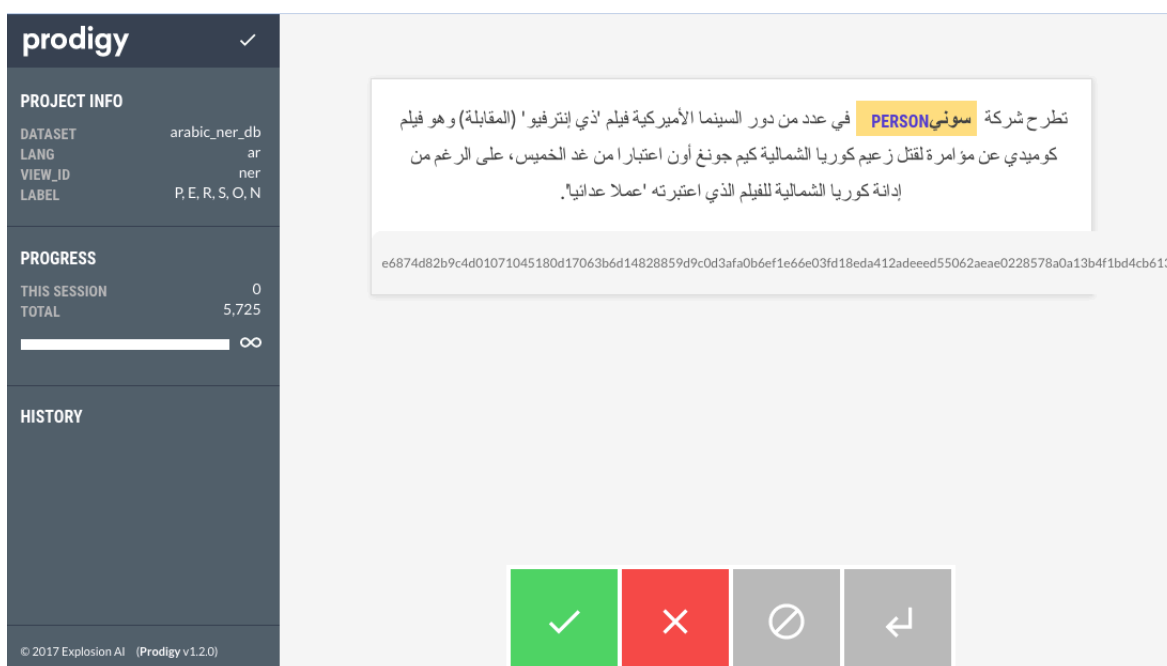 prodigy
PROJECT INFO
DATASET arabic_ner_db
LANG ar
VIEW_ID ner
LABEL P, E, R, S, O, N
PROGRESS
THIS SESSION 0
TOTAL 5,725
∞
HISTORY
© 2017 Explosion AI (Prodigy v1.2.0)
تطرح شركة سوني PERSON في عدد من دور السينما الأميركية فيلم 'ذي إنترفيو' (المقابلة) وهو فيلم
كوميدي عن مؤامرة لقتل زعيم كوريا الشمالية كيم جونغ أون اعتبارا من غد الخميس، على الرغم من
إدانة كوريا الشمالية للفيلم الذي اعتبرته 'عملا عدائيا'.
e6874d82b9c4d01071045180d17063b6d14828859d9c0d3afa0b6ef1e66e03fd18eda412adeeed55062aeae0228578a0a13b4f1bd4cb613